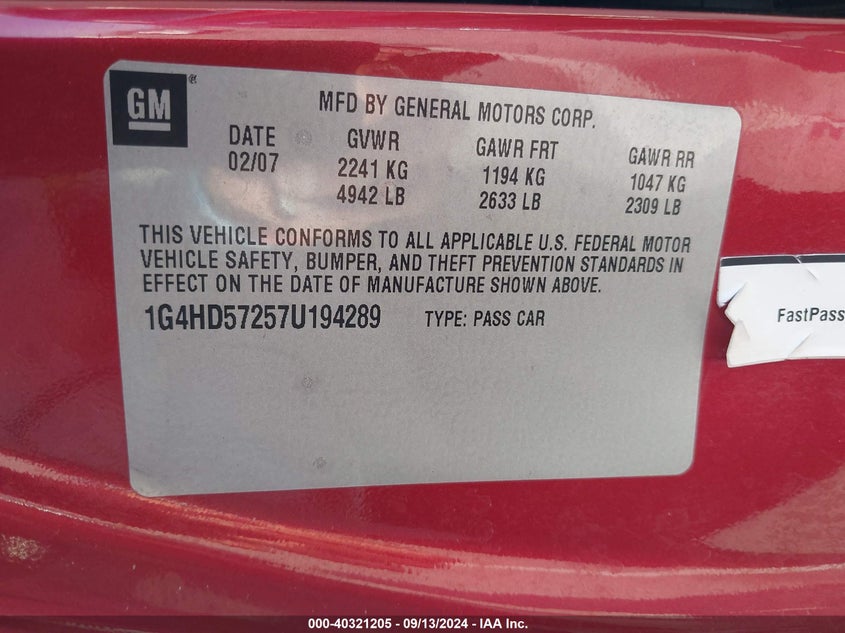 GM
MFD BY GENERAL MOTORS CORP.
DATE GVWR GAWR FRT GAWR RR
02/07 2241 KG 1194 KG 1047 KG
4942 LB 2633 LB 2309 LB
THIS VEHICLE CONFORMS TO ALL APPLICABLE U.S. FEDERAL MOTOR
VEHICLE SAFETY, BUMPER, AND THEFT PREVENTION STANDARDS IN
EFFECT ON THE DATE OF MANUFACTURE SHOWN ABOVE.
1G4HD57257U194289 TYPE: PASS CAR
FastPass
000-40321205 - 09/13/2024 - IAA Inc.